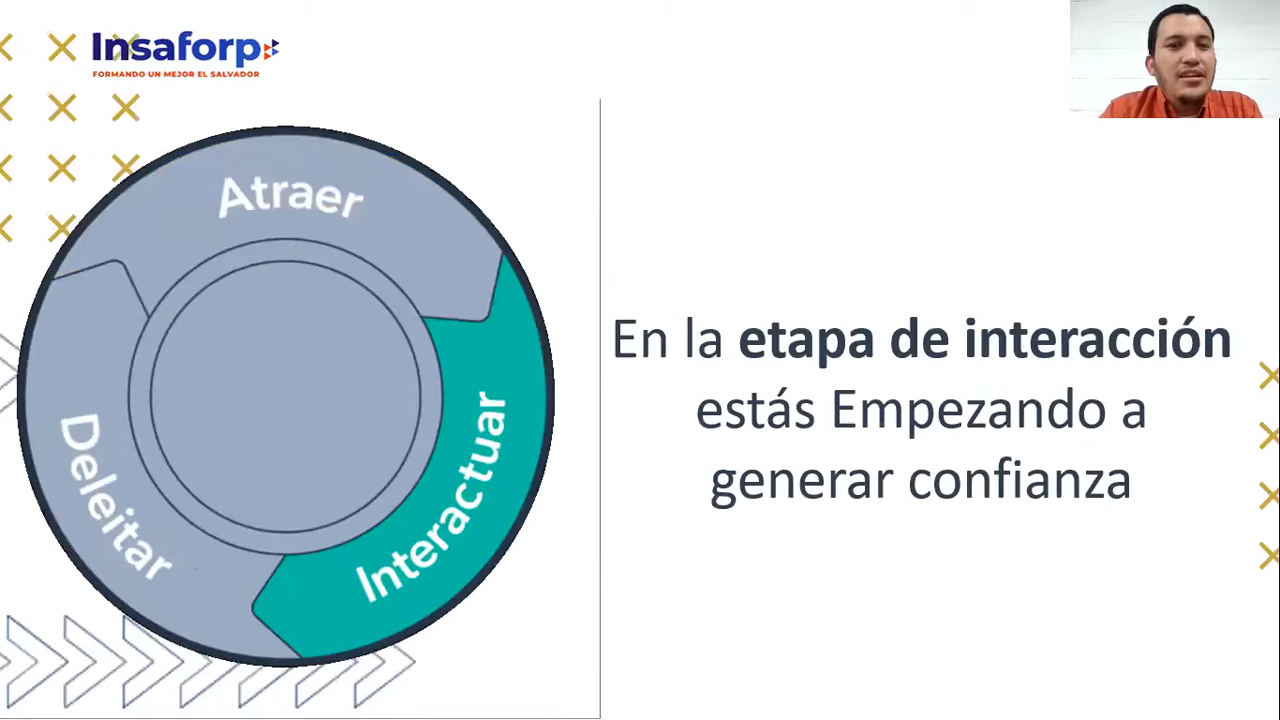 Insaforp
FORMANDO UN MEJOR EL SALVADOR
Atraer
Interactuar
Deleitar
En la etapa de interacción
estás Empezando a
generar confianza